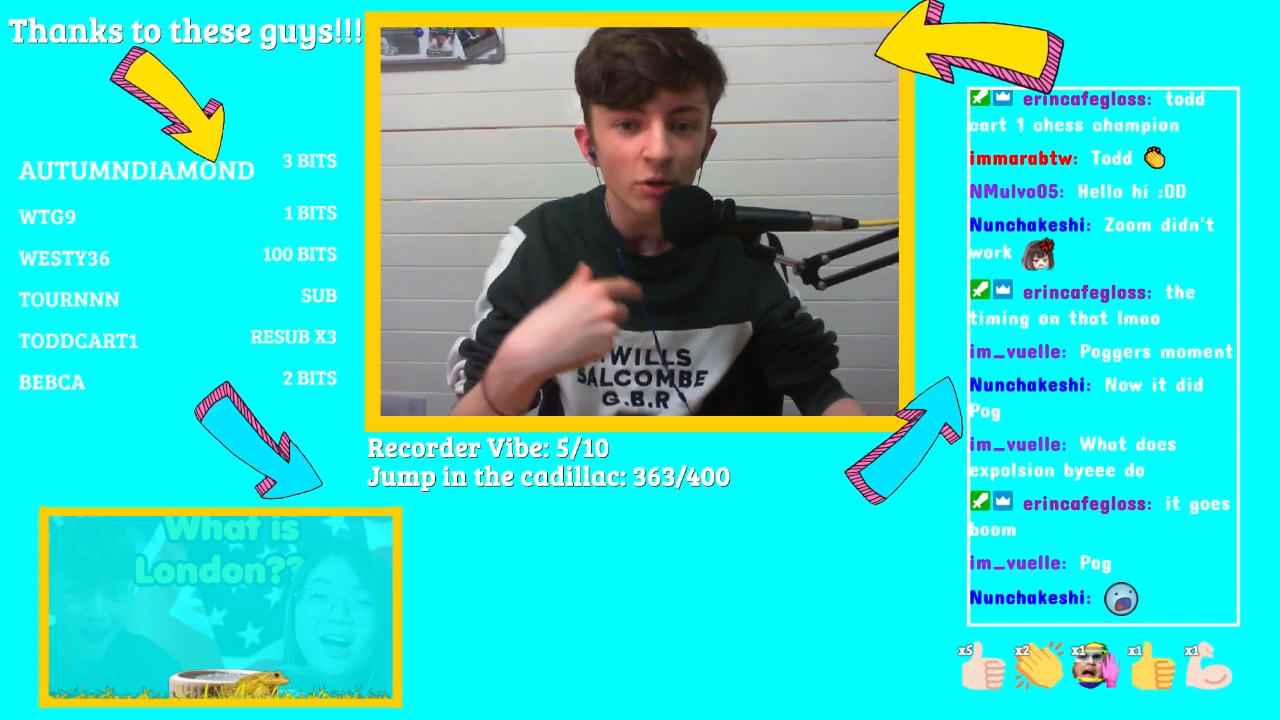 Thanks to these guys!!!
AUTUMNDIAMOND 3 BITS
WTG9 1 BITS
WESTY36 100 BITS
TOURNNN SUB
TODDCART1 RESUB X3
BEBCA 2 BITS
WILLS
SALCOMBE
G.B.R
Recorder Vibe: 5/10
Jump in the cadillac: 363/400
What is
London??
erincafegloss: todd
cart 1 chess champion
immarabtw: Todd
NMulvo05: Hello hi :DD
Nunchakeshi: Zoom didn't
work
erincafegloss: the
timing on that lmao
im_vuelle: Poggers moment
Nunchakeshi: Now it did
Pog
im_vuelle: What does
expolsion byeee do
erincafegloss: it goes
boom
im_vuelle: Pog
Nunchakeshi:
x5 x2 x1 x1 x1